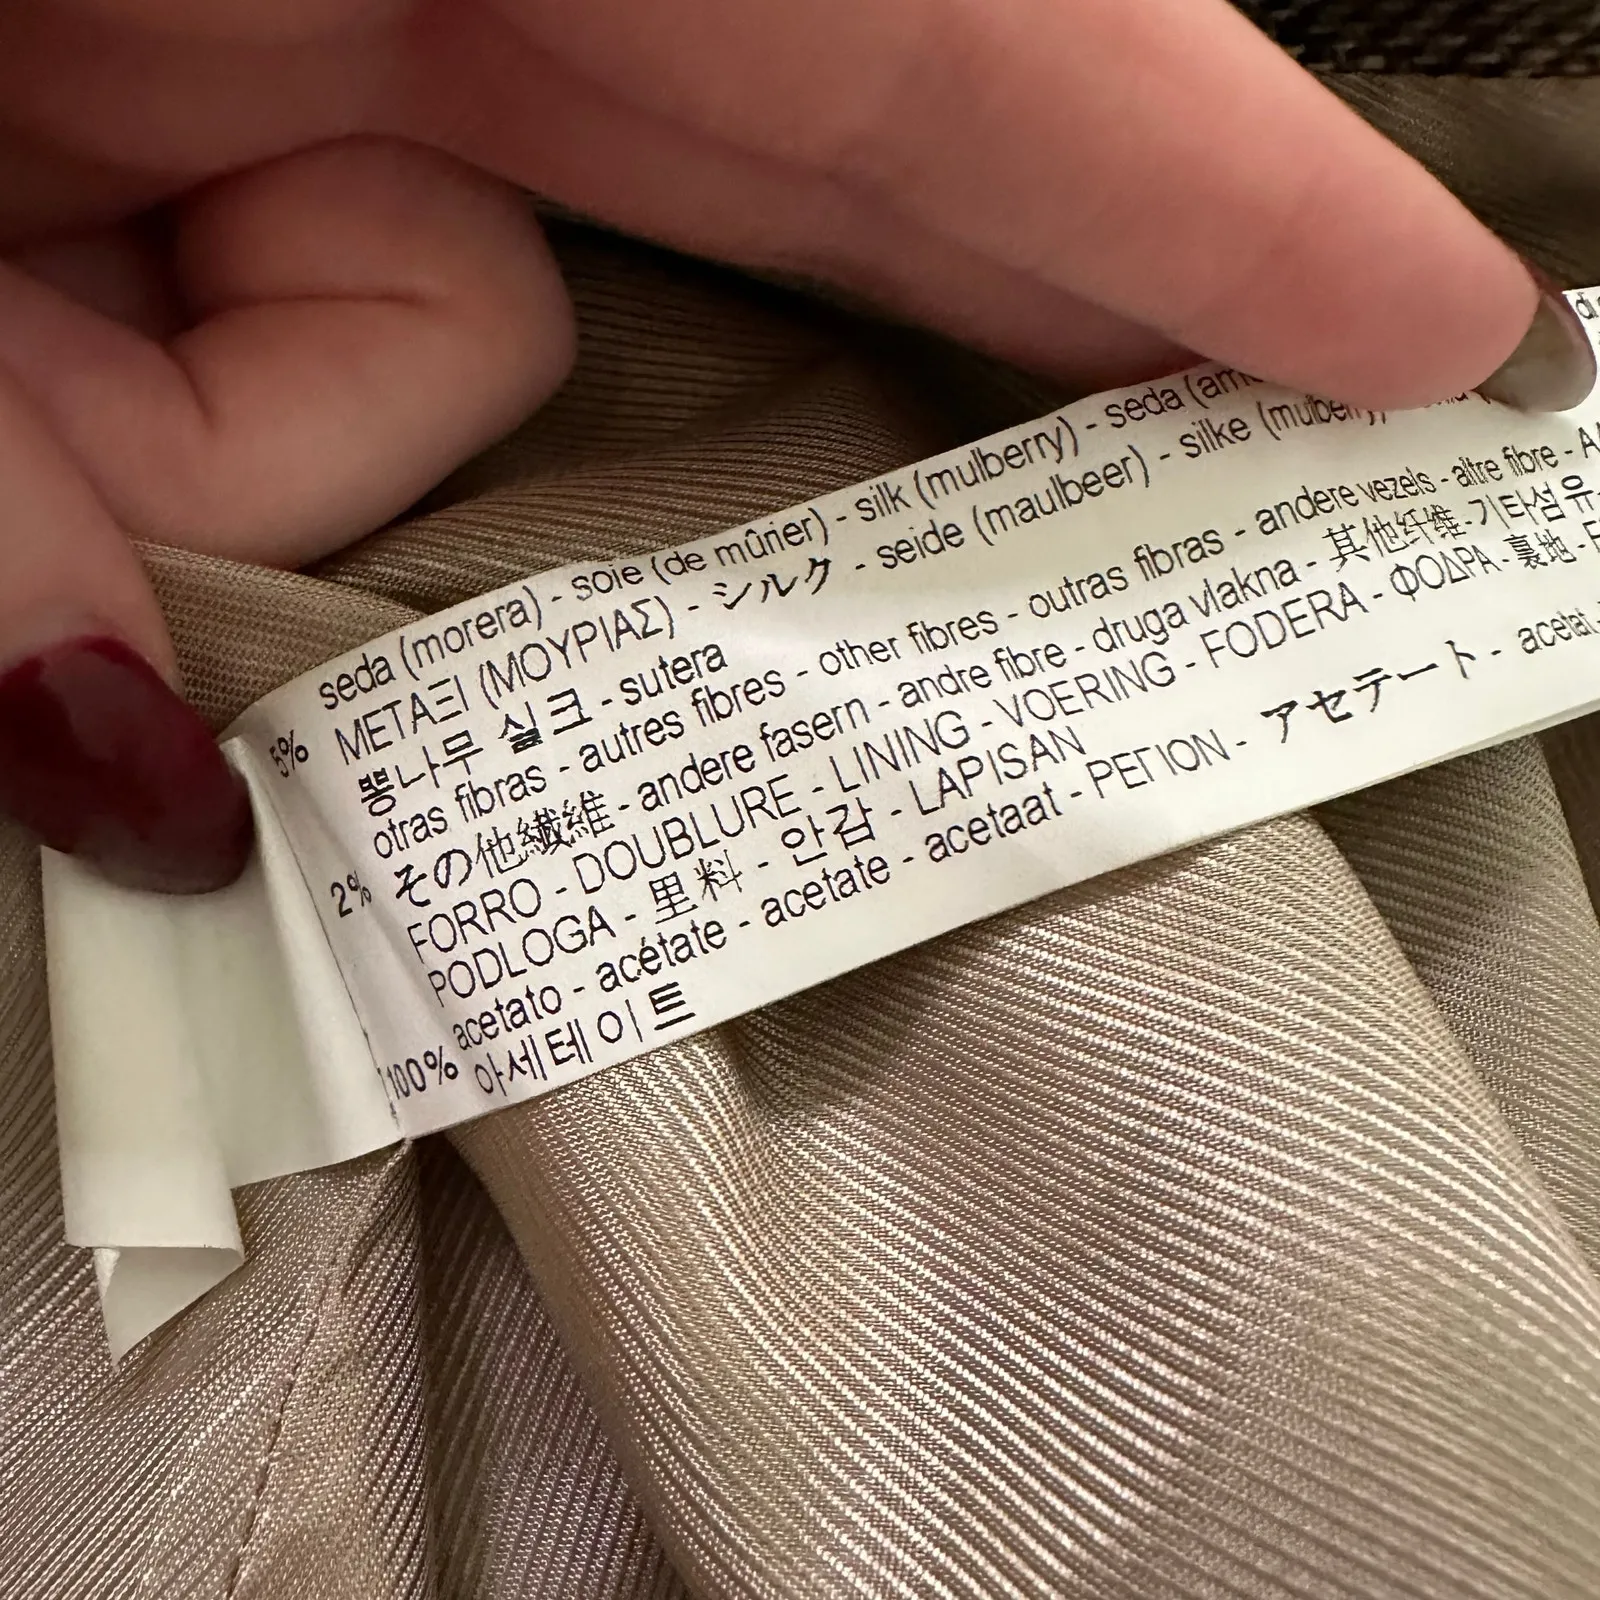 5% seda (morera) - soie (de mûrier) - silk (mulberry) - seda
ΜΕΤΑΞΙ (ΜΟΥΡΙΑΣ) - シルク - seide (maulbeer) - silke (mulberry)
뽕나무 실크 - sutera
2% otras fibras - autres fibres - other fibres - outras fibras - andere vezels - altre fibre -
その他繊維 - andere fasern - andre fibre - druga vlakna - 其他纤维 - 기타섬유
FORRO - DOUBLURE - LINING - VOERING - FODERA - ΦΟΔΡΑ - 裏地 -
PODLOGA - 里料 - 안감 - LAPISAN
100% acetato - acétate - acetate - acetaat - ΡΕΓΙΟΝ - アセテート - acetat -
아세테이트